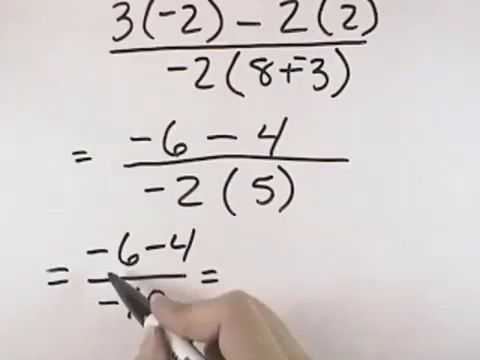 3(-2) - 2(2)
-2(8+-3)
= -6 - 4
-2(5)
= -6-4 =